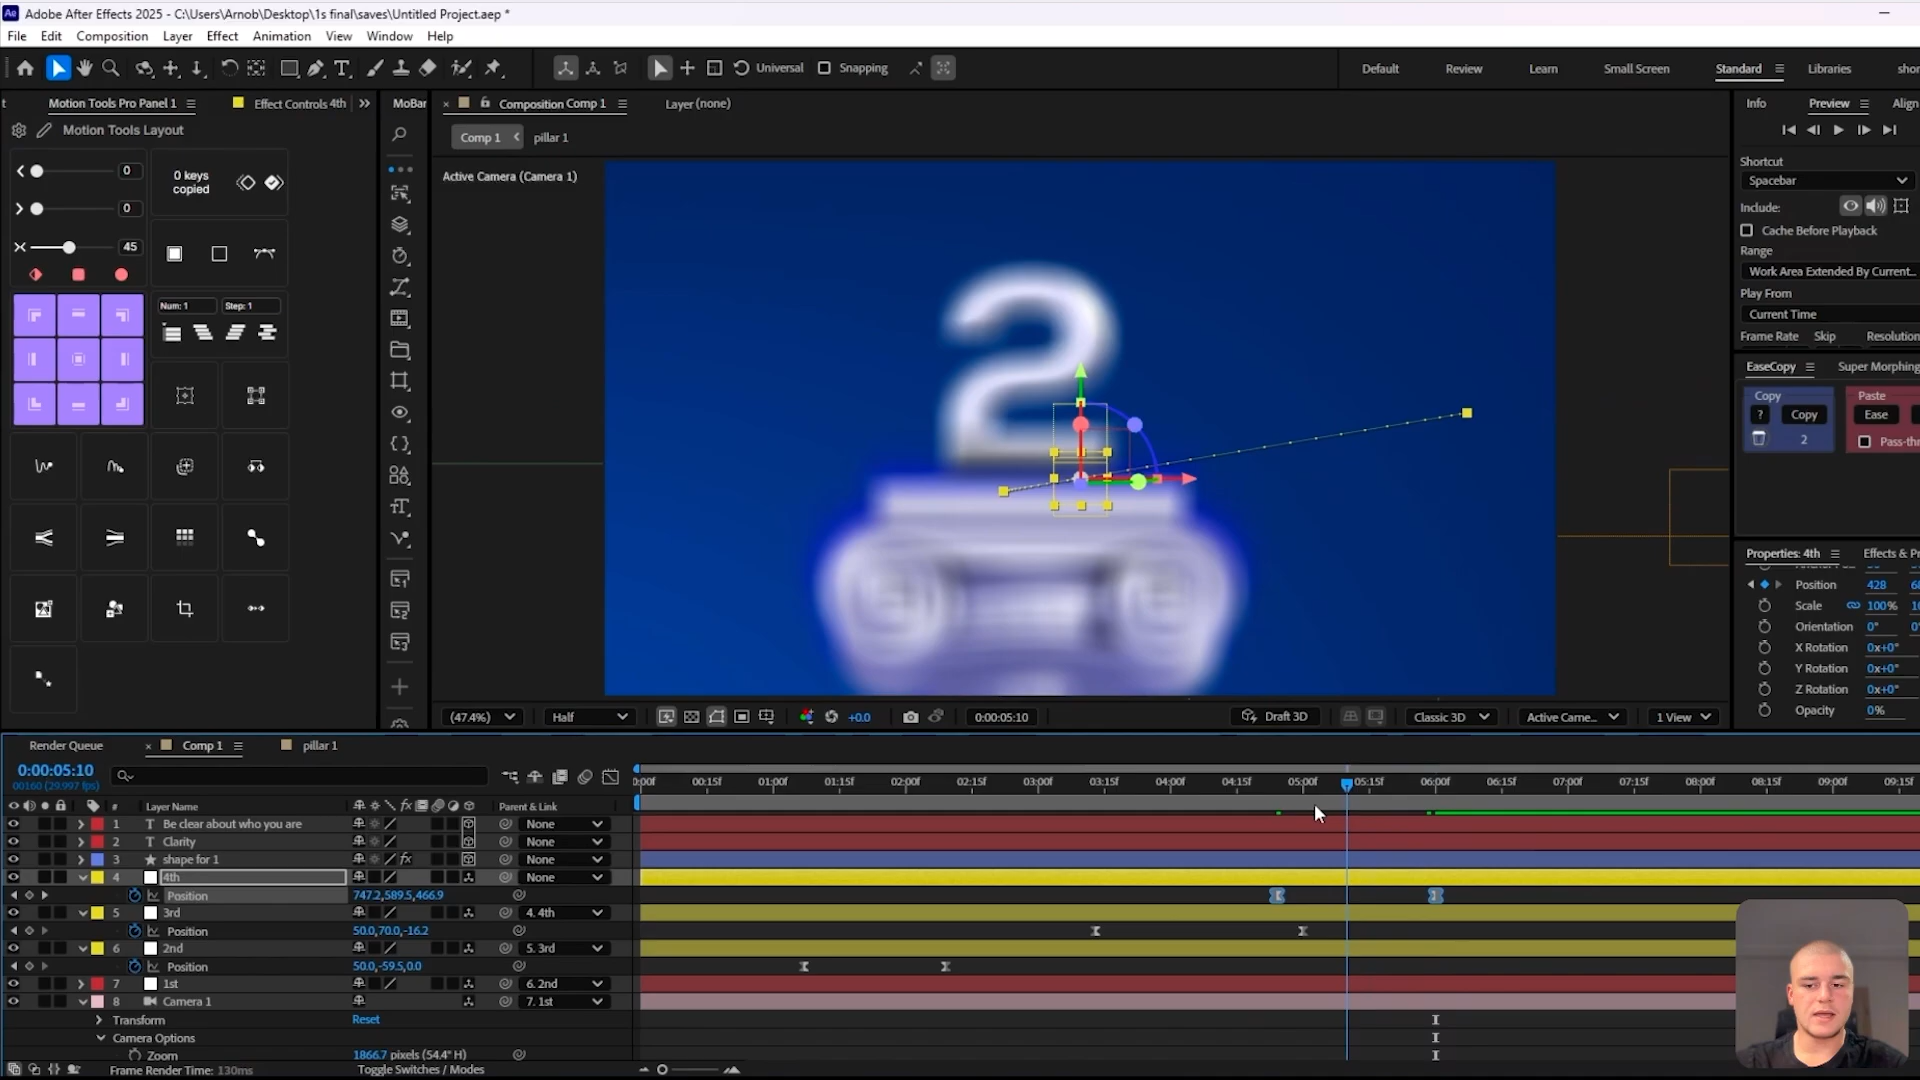 Adobe After Effects 2025 - C:\Users\Arnob\Desktop\1s final\saves\Untitled Project.aep *
File Edit Composition Layer Effect Animation View Window Help
Universal Snapping Default Review Learn Small Screen Standard Libraries
Motion Tools Pro Panel 1 Effect Controls 4th MoBar Composition Comp 1 Layer (none) Info Preview Align
Motion Tools Layout
Comp 1 pillar 1
Active Camera (Camera 1)
0
0 keys
copied
0
45
Num: 1 Step: 1
2
Shortcut
Spacebar
Include:
Cache Before Playback
Range
Work Area Extended By Current...
Play From
Current Time
Frame Rate Skip Resolution
EaseCopy Super Morphing
Copy Paste
? Copy Ease
2
Properties: 4th
Position 428
Scale 100%
Orientation 0°
X Rotation 0x+0°
Y Rotation 0x+0°
Z Rotation 0x+0°
Opacity 0%
(47.4%) Half +0.0 0:00:05:10 Draft 3D Classic 3D Active Came... 1 View
Render Queue Comp 1 pillar 1
0:00:05:10
00160 (29.997 fps)
0:00f 00:15f 01:00f 01:15f 02:00f 02:15f 03:00f 03:15f 04:00f 04:15f 05:00f 05:15f 06:00f 06:15f 07:00f 07:15f 08:00f 08:15f 09:00f 09:15f
# Layer Name Parent & Link
1 T Be clear about who you are None
2 T Clarity None
3 shape for 1 None
4 4th None
Position 747.2,589.5,466.9
5 3rd 4. 4th
Position 50.0,70.0,-16.2
6 2nd 5. 3rd
Position 50.0,-59.5,0.0
7 1st 6. 2nd
8 Camera 1 7. 1st
Transform Reset
Camera Options
Zoom 1866.7 pixels (54.4° H)
Frame Render Time: 130ms Toggle Switches / Modes